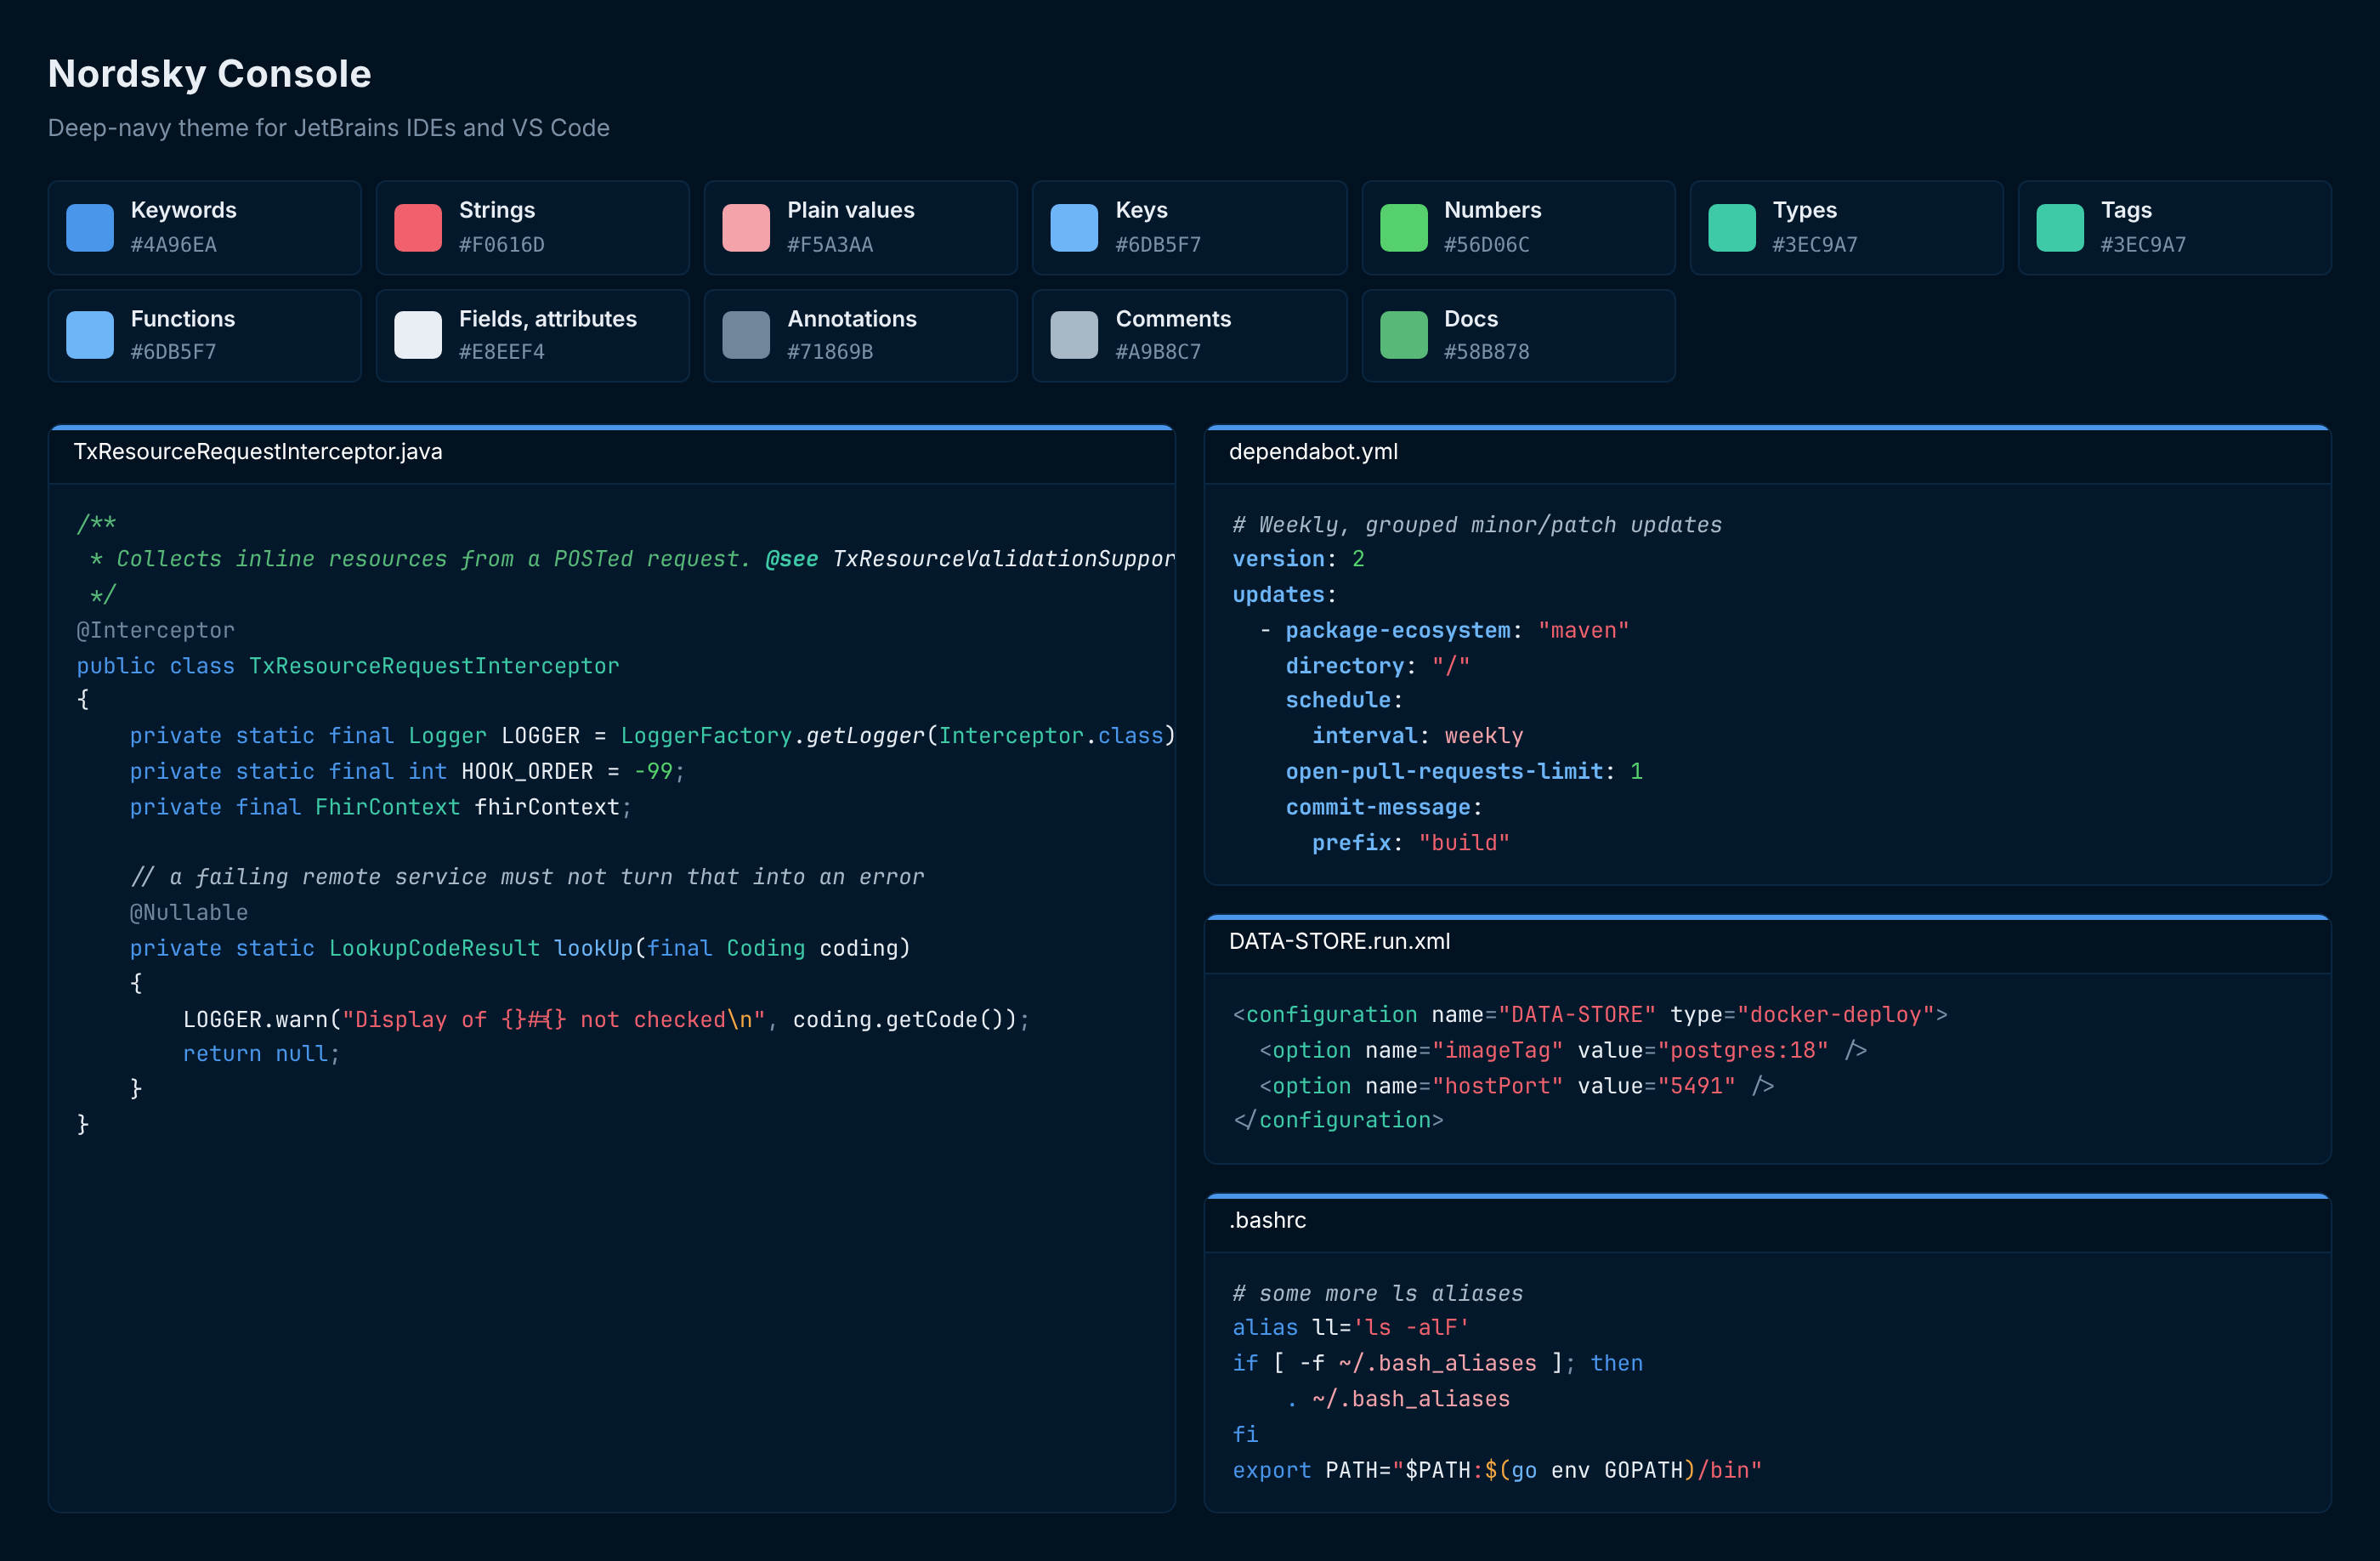 Nordsky Console
Deep-navy theme for JetBrains IDEs and VS Code
Keywords
#4A96EA
Strings
#F0616D
Plain values
#F5A3AA
Keys
#6DB5F7
Numbers
#56D06C
Types
#3EC9A7
Tags
#3EC9A7
Functions
#6DB5F7
Fields, attributes
#E8EEF4
Annotations
#71869B
Comments
#A9B8C7
Docs
#58B878
TxResourceRequestInterceptor.java
/**
 * Collects inline resources from a POSTed request. @see TxResourceValidationSuppor
 */
@Interceptor
public class TxResourceRequestInterceptor
{
    private static final Logger LOGGER = LoggerFactory.getLogger(Interceptor.class)
    private static final int HOOK_ORDER = -99;
    private final FhirContext fhirContext;

    // a failing remote service must not turn that into an error
    @Nullable
    private static LookupCodeResult lookUp(final Coding coding)
    {
        LOGGER.warn("Display of {}#{} not checked\n", coding.getCode());
        return null;
    }
}
dependabot.yml
# Weekly, grouped minor/patch updates
version: 2
updates:
  - package-ecosystem: "maven"
    directory: "/"
    schedule:
      interval: weekly
    open-pull-requests-limit: 1
    commit-message:
      prefix: "build"
DATA-STORE.run.xml
<configuration name="DATA-STORE" type="docker-deploy">
  <option name="imageTag" value="postgres:18" />
  <option name="hostPort" value="5491" />
</configuration>
.bashrc
# some more ls aliases
alias ll='ls -alF'
if [ -f ~/.bash_aliases ]; then
    . ~/.bash_aliases
fi
export PATH="$PATH:$(go env GOPATH)/bin"